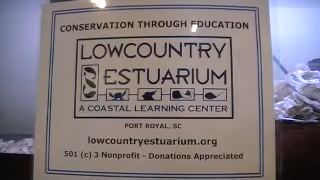 CONSERVATION THROUGH EDUCATION
LOWCOUNTRY
ESTUARIUM
A COASTAL LEARNING CENTER
PORT ROYAL, SC
lowcountryestuarium.org
501 (c) 3 Nonprofit - Donations Appreciated